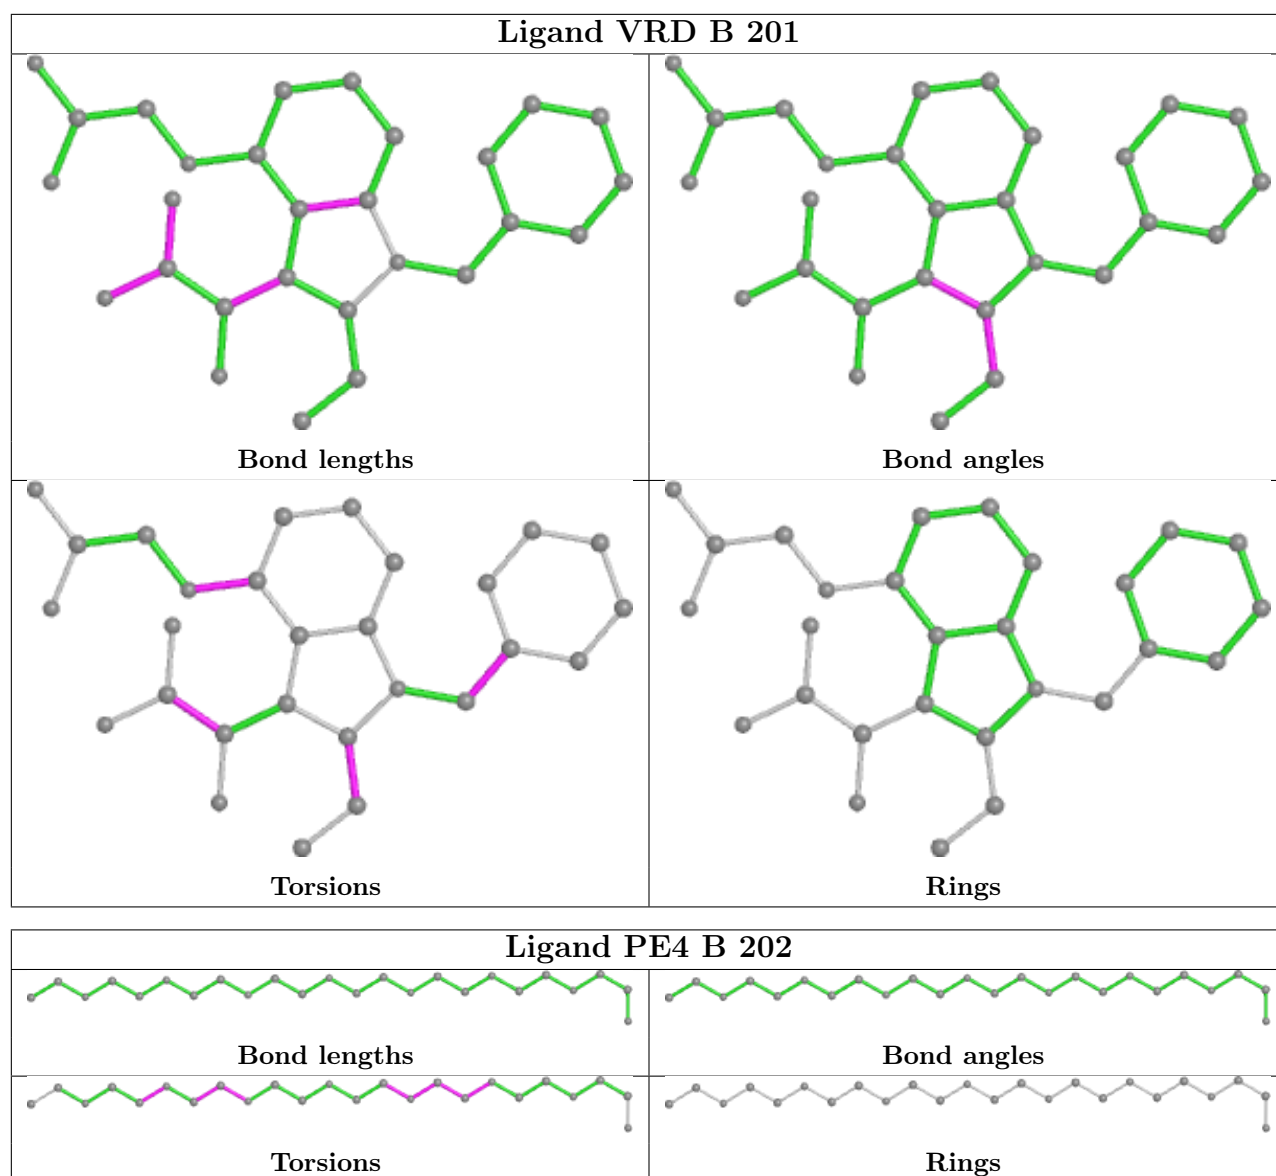 Ligand VRD B 201
Bond lengths
Bond angles
Torsions
Rings
Ligand PE4 B 202
Bond lengths
Bond angles
Torsions
Rings